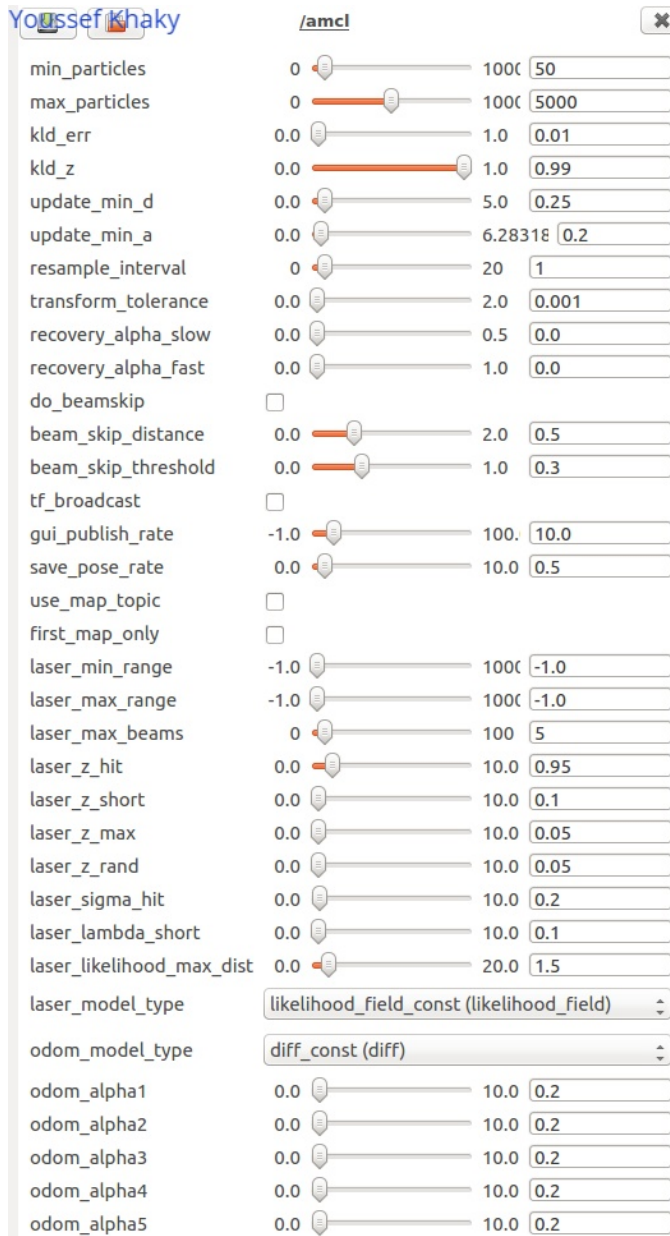 Youssef Khaky /amcl
min_particles 0 100( 50
max_particles 0 100( 5000
kld_err 0.0 1.0 0.01
kld_z 0.0 1.0 0.99
update_min_d 0.0 5.0 0.25
update_min_a 0.0 6.28318 0.2
resample_interval 0 20 1
transform_tolerance 0.0 2.0 0.001
recovery_alpha_slow 0.0 0.5 0.0
recovery_alpha_fast 0.0 1.0 0.0
do_beamskip
beam_skip_distance 0.0 2.0 0.5
beam_skip_threshold 0.0 1.0 0.3
tf_broadcast
gui_publish_rate -1.0 100. 10.0
save_pose_rate 0.0 10.0 0.5
use_map_topic
first_map_only
laser_min_range -1.0 100( -1.0
laser_max_range -1.0 100( -1.0
laser_max_beams 0 100 5
laser_z_hit 0.0 10.0 0.95
laser_z_short 0.0 10.0 0.1
laser_z_max 0.0 10.0 0.05
laser_z_rand 0.0 10.0 0.05
laser_sigma_hit 0.0 10.0 0.2
laser_lambda_short 0.0 10.0 0.1
laser_likelihood_max_dist 0.0 20.0 1.5
laser_model_type likelihood_field_const (likelihood_field)
odom_model_type diff_const (diff)
odom_alpha1 0.0 10.0 0.2
odom_alpha2 0.0 10.0 0.2
odom_alpha3 0.0 10.0 0.2
odom_alpha4 0.0 10.0 0.2
odom_alpha5 0.0 10.0 0.2